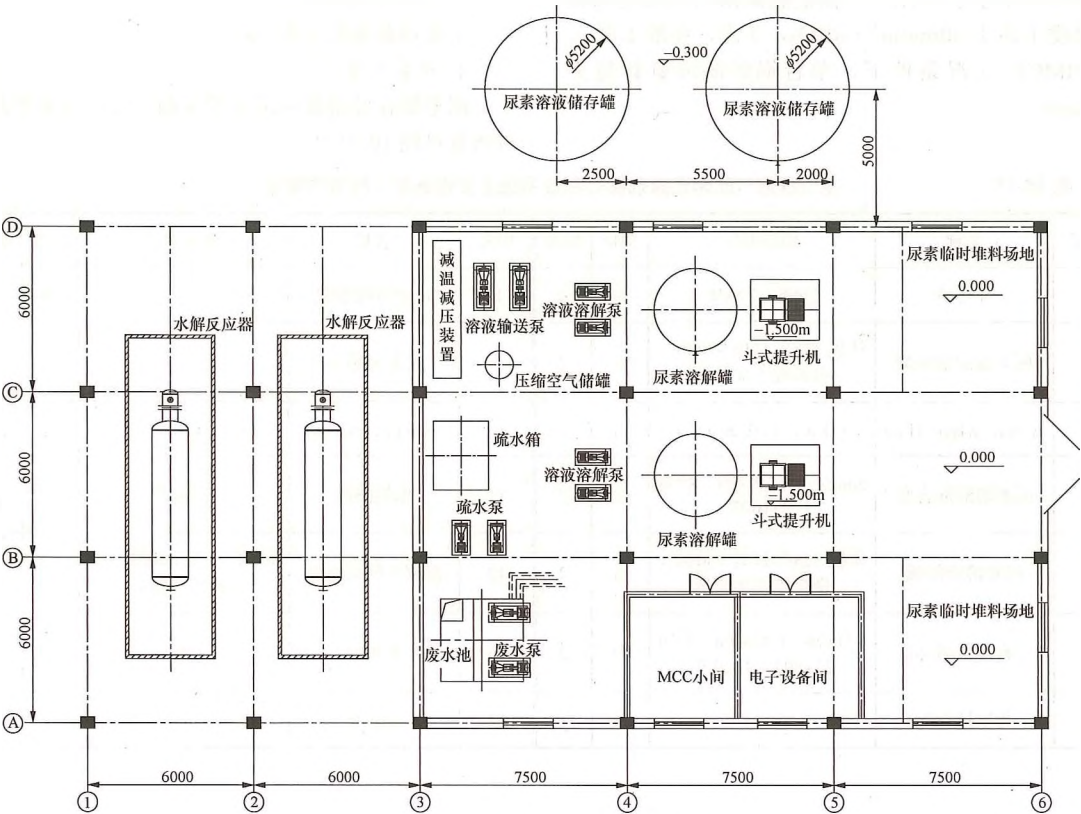 φ5200
-0.300
φ5200
尿素溶液储存罐
尿素溶液储存罐
5000
2500
5500
2000
D
减温减压装置
尿素临时堆料场地
0.000
6000
水解反应器
水解反应器
溶液输送泵
溶液溶解泵
-1.500m
斗式提升机
压缩空气储罐
尿素溶解罐
C
疏水箱
6000
溶液溶解泵
0.000
疏水泵
-1.500m
斗式提升机
尿素溶解罐
B
尿素临时堆料场地
6000
废水池
废水泵
0.000
MCC小间
电子设备间
A
6000
6000
7500
7500
7500
1
2
3
4
5
6